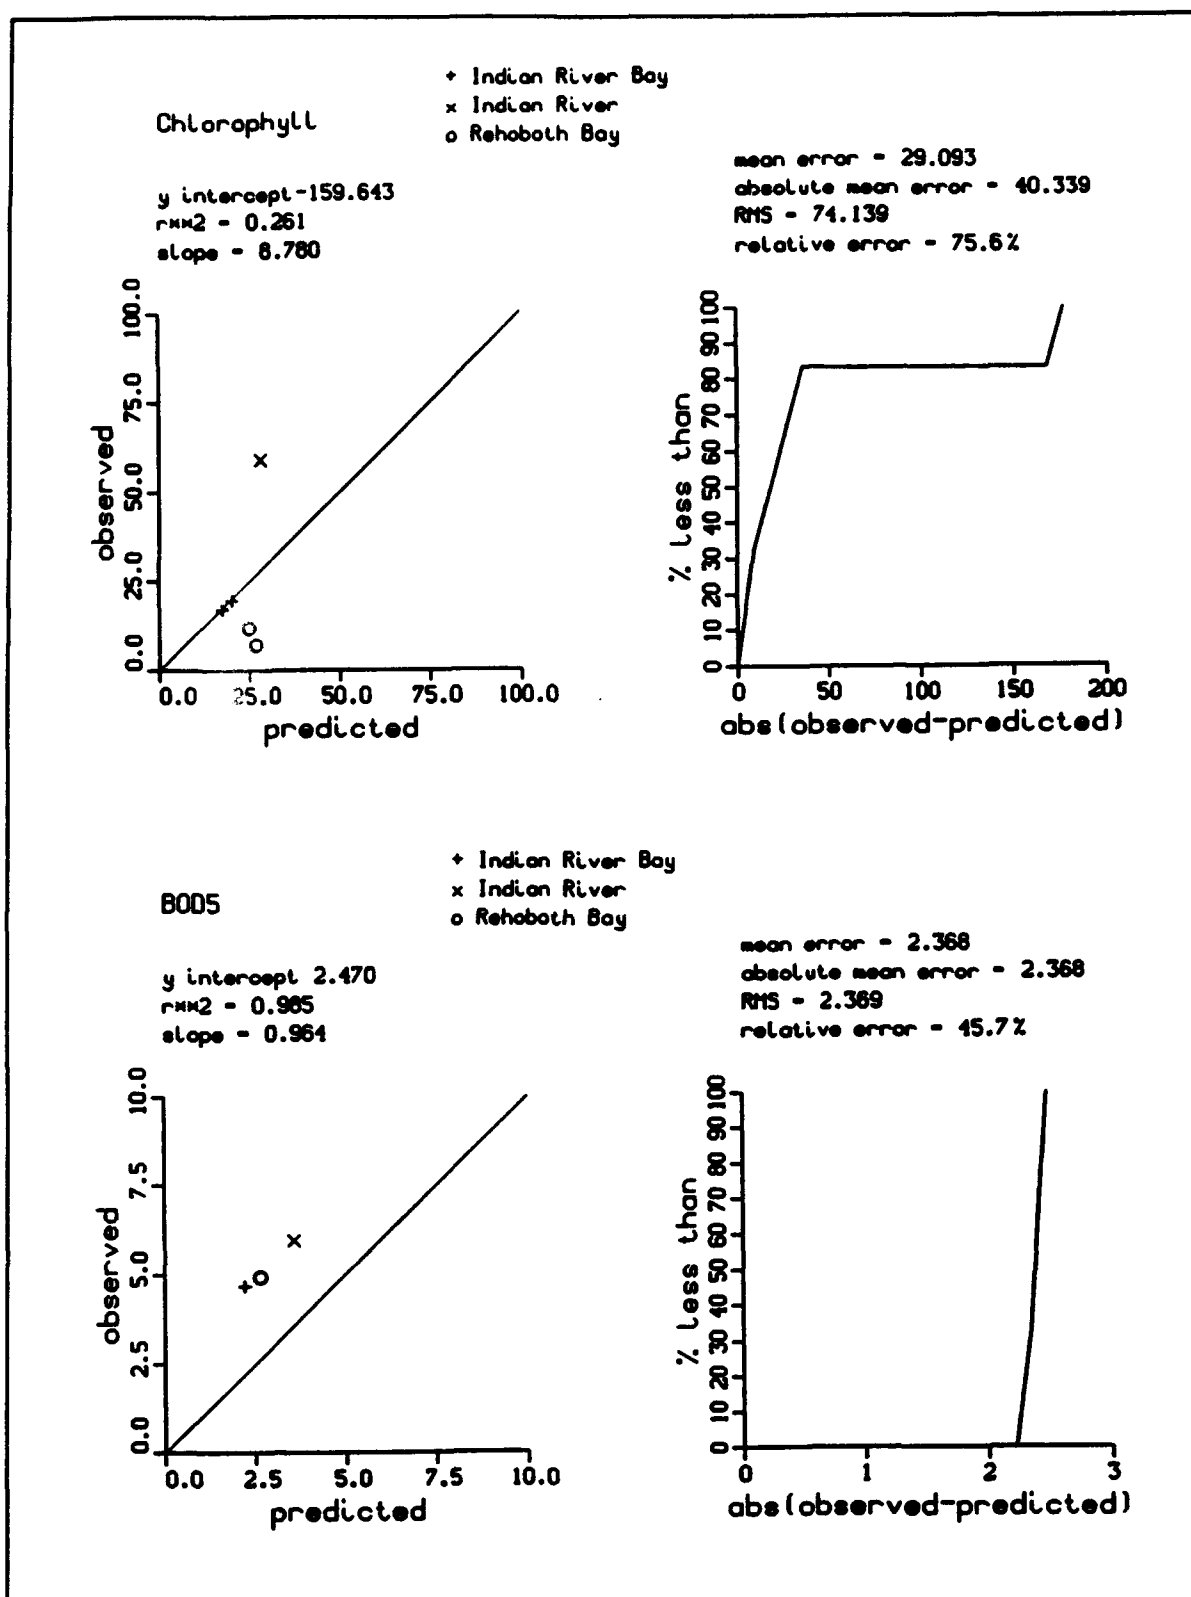 + Indian River Bay
x Indian River
o Rehoboth Bay
Chlorophyll
y intercept-159.643
r**2 = 0.261
slope = 8.780
mean error = 29.093
absolute mean error = 40.339
RMS = 74.139
relative error = 75.6%
100.0
75.0
50.0
25.0
0.0
observed
0.0 25.0 50.0 75.0 100.0
predicted
100
90
80
70
60
50
40
30
20
10
0
% less than
0 50 100 150 200
abs(observed-predicted)
+ Indian River Bay
x Indian River
o Rehoboth Bay
BOD5
y intercept 2.470
r**2 = 0.985
slope = 0.964
mean error = 2.368
absolute mean error = 2.368
RMS = 2.369
relative error = 45.7%
10.0
7.5
5.0
2.5
0.0
observed
0.0 2.5 5.0 7.5 10.0
predicted
100
90
80
70
60
50
40
30
20
10
0
% less than
0 1 2 3
abs(observed-predicted)